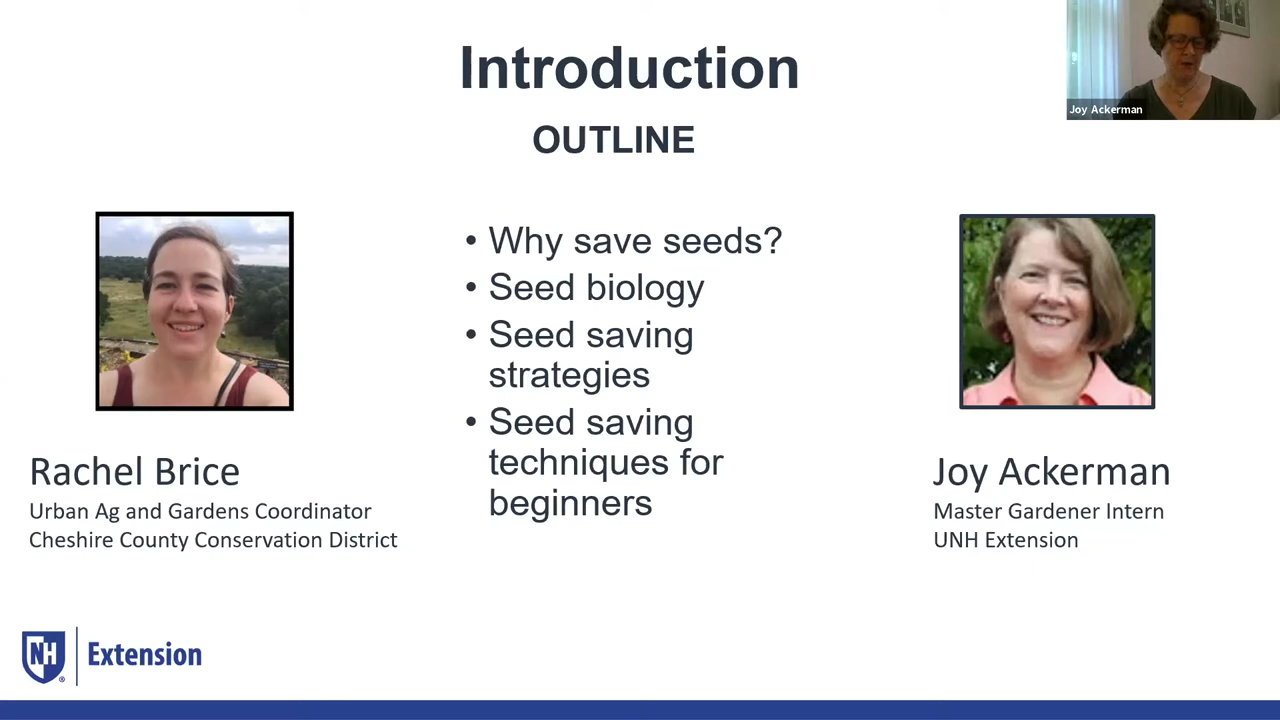 Introduction
OUTLINE
Joy Ackerman
• Why save seeds?
• Seed biology
• Seed saving
strategies
• Seed saving
techniques for
beginners
Rachel Brice
Urban Ag and Gardens Coordinator
Cheshire County Conservation District
Joy Ackerman
Master Gardener Intern
UNH Extension
NH
® Extension